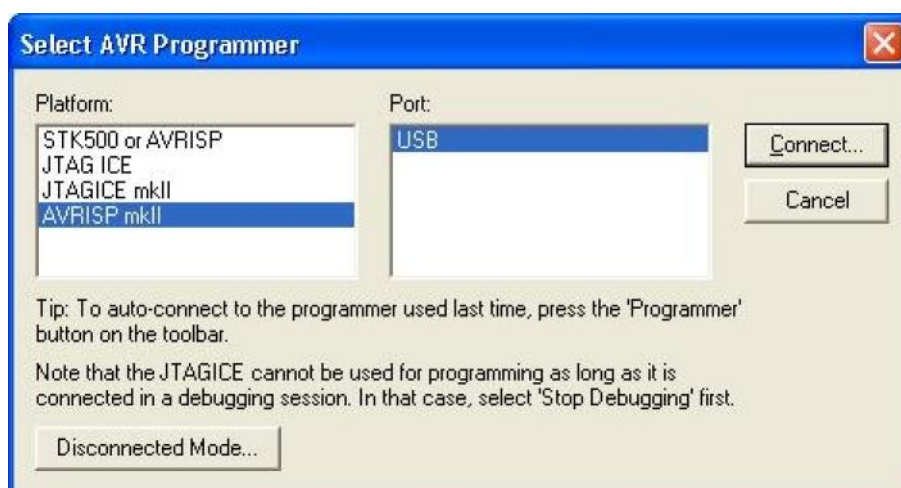 Select AVR Programmer
Platform:
Port:
STK500 or AVRISP
JTAG ICE
JTAGICE mkII
AVRISP mkII
USB
Connect...
Cancel
Tip: To auto-connect to the programmer used last time, press the 'Programmer'
button on the toolbar.
Note that the JTAGICE cannot be used for programming as long as it is
connected in a debugging session. In that case, select 'Stop Debugging' first.
Disconnected Mode...